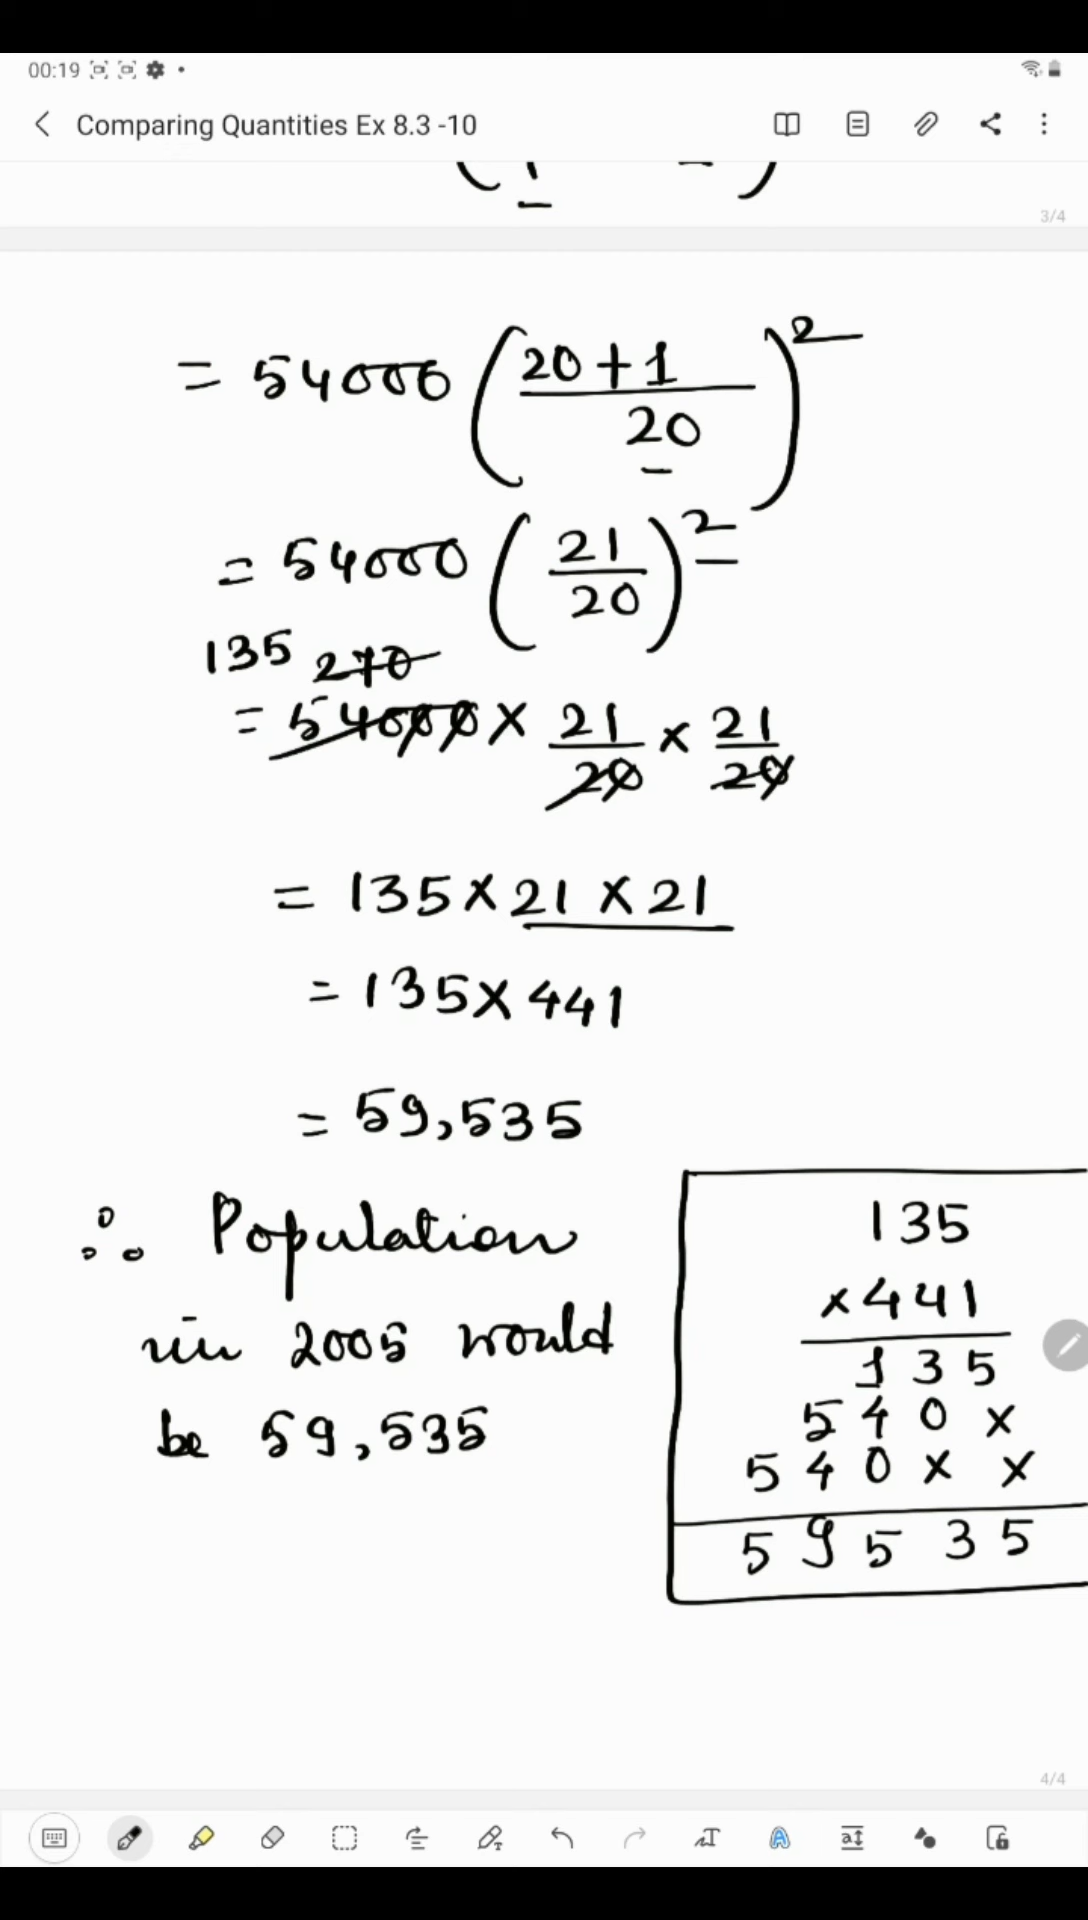 00:19
Comparing Quantities Ex 8.3 -10
3/4
= 54000 (20+1/20)²
= 54000 (21/20)²
135 270
= 54000 × 21/20 × 21/20
= 135 × 21 × 21
= 135 × 441
= 59,535
∴ Population
in 2005 would
be 59,535
135
×441
135
540×
540××
59535
4/4